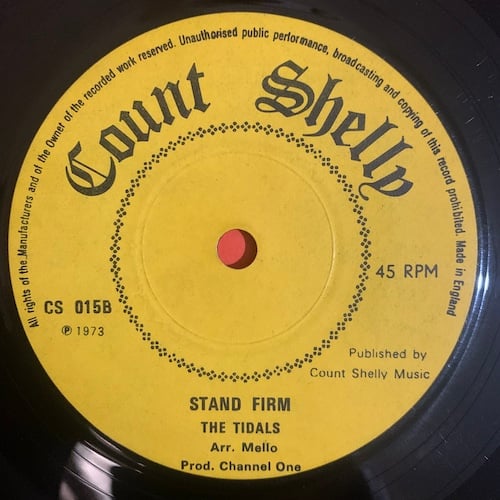 All rights of the Manufacturers and of the Owner of the recorded work reserved. Unauthorised public performance, broadcasting and copying of this record prohibited. Made in England
Count Shelly
45 RPM
CS 015B
℗ 1973
Published by
Count Shelly Music
STAND FIRM
THE TIDALS
Arr. Mello
Prod. Channel One